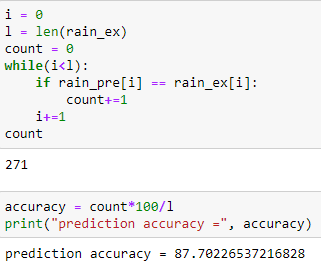 i = 0
l = len(rain_ex)
count = 0
while(i<l):
    if rain_pre[i] == rain_ex[i]:
        count+=1
    i+=1
count
271
accuracy = count*100/l
print("prediction accuracy =", accuracy)
prediction accuracy = 87.70226537216828